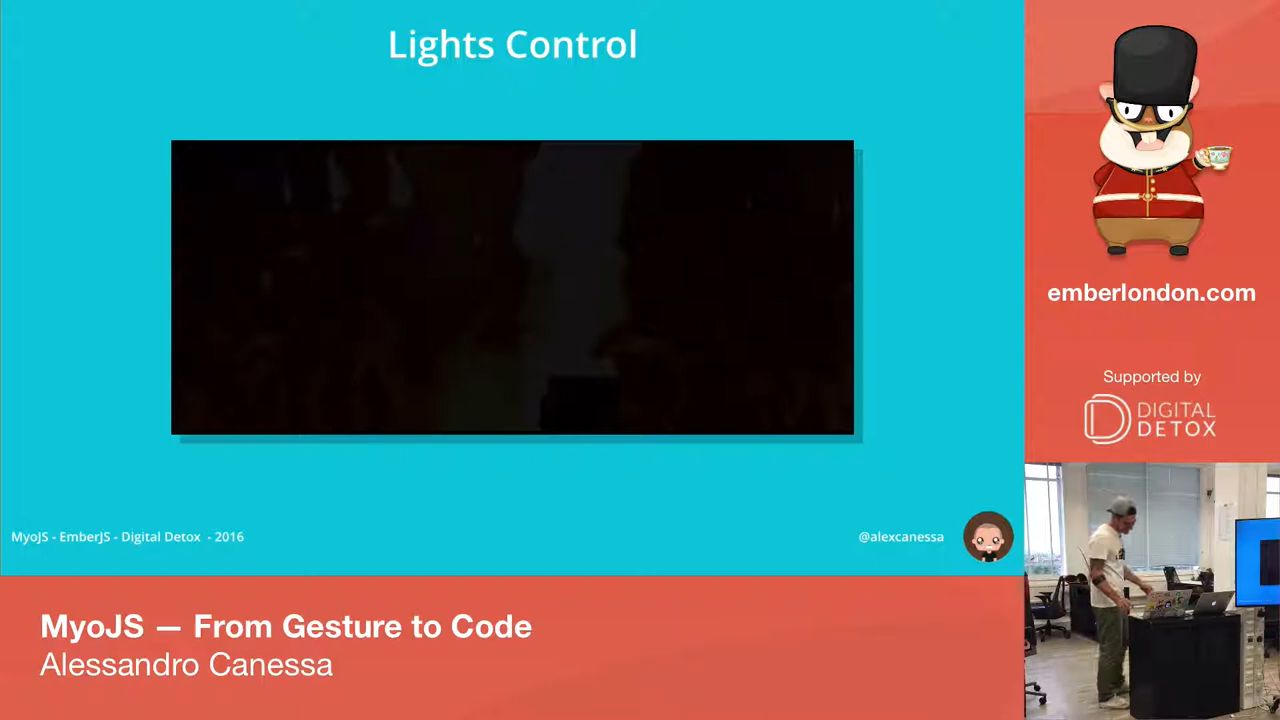 Lights Control
MyoJS - EmberJS - Digital Detox - 2016
@alexcanessa
emberlondon.com
Supported by
DIGITAL
DETOX
MyoJS — From Gesture to Code
Alessandro Canessa